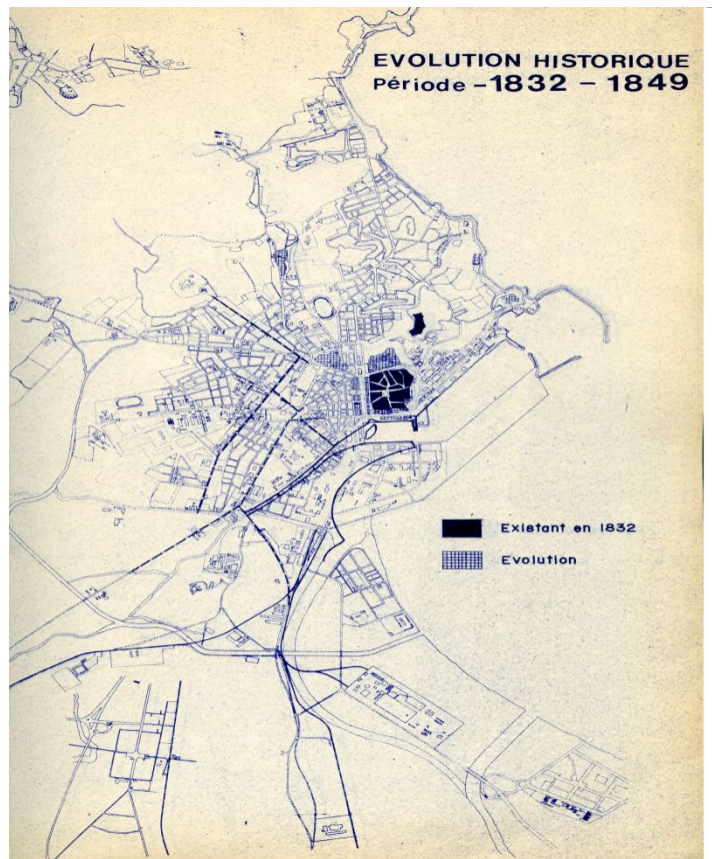 EVOLUTION HISTORIQUE
Période - 1832 - 1849
Existant en 1832
Evolution